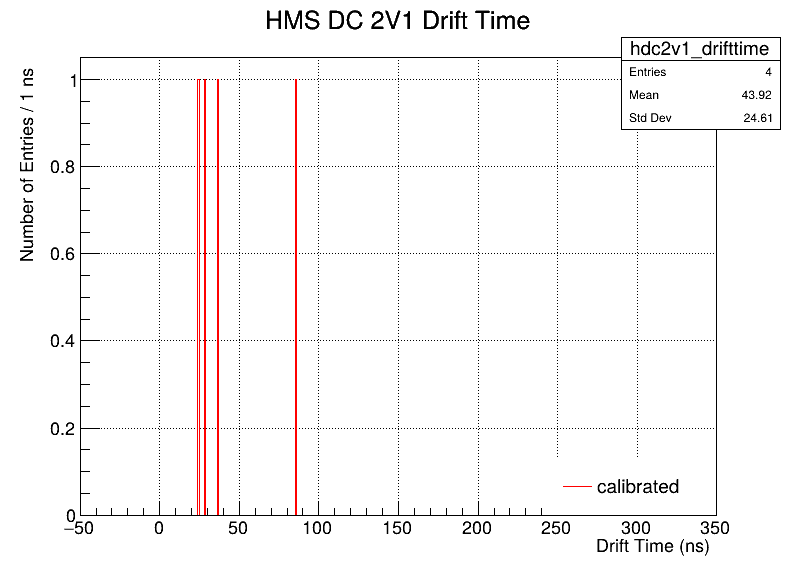 HMS DC 2V1 Drift Time
hdc2v1_drifttime
Entries 4
Mean 43.92
Std Dev 24.61
Number of Entries / 1 ns
1
0.8
0.6
0.4
0.2
0
−50 0 50 100 150 200 250 300 350
Drift Time (ns)
calibrated